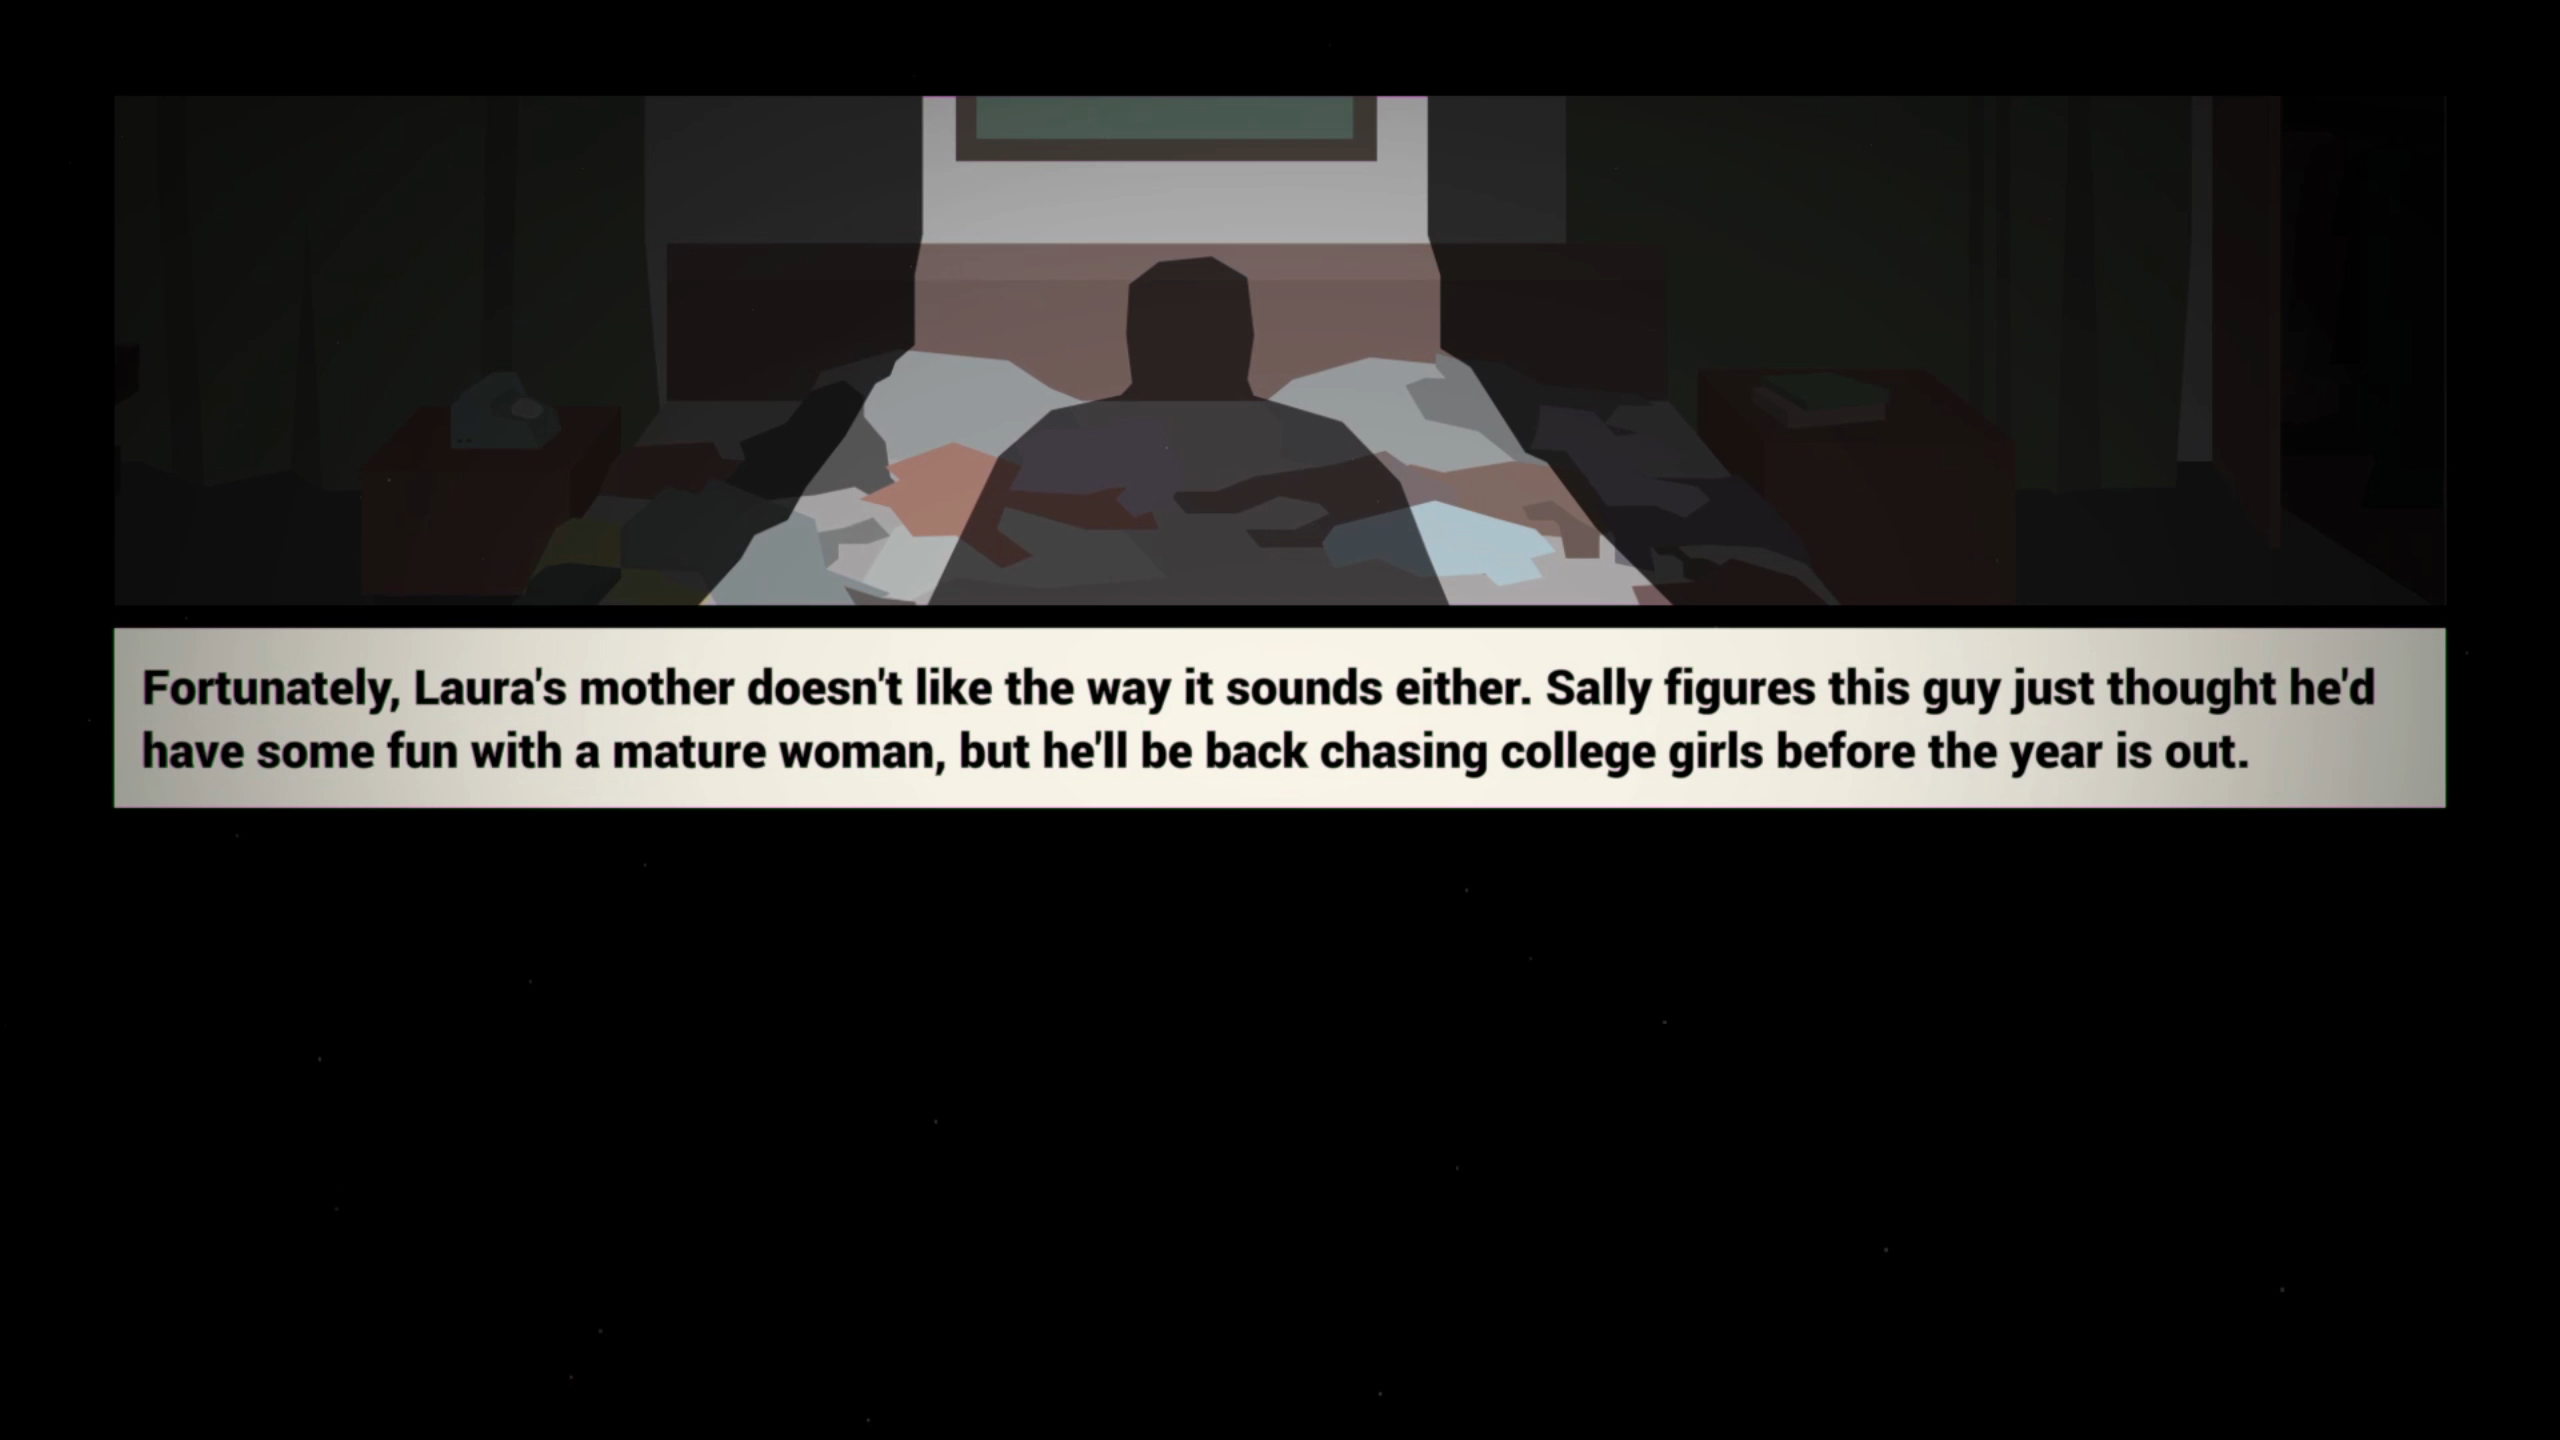 Fortunately, Laura's mother doesn't like the way it sounds either. Sally figures this guy just thought he'd
have some fun with a mature woman, but he'll be back chasing college girls before the year is out.